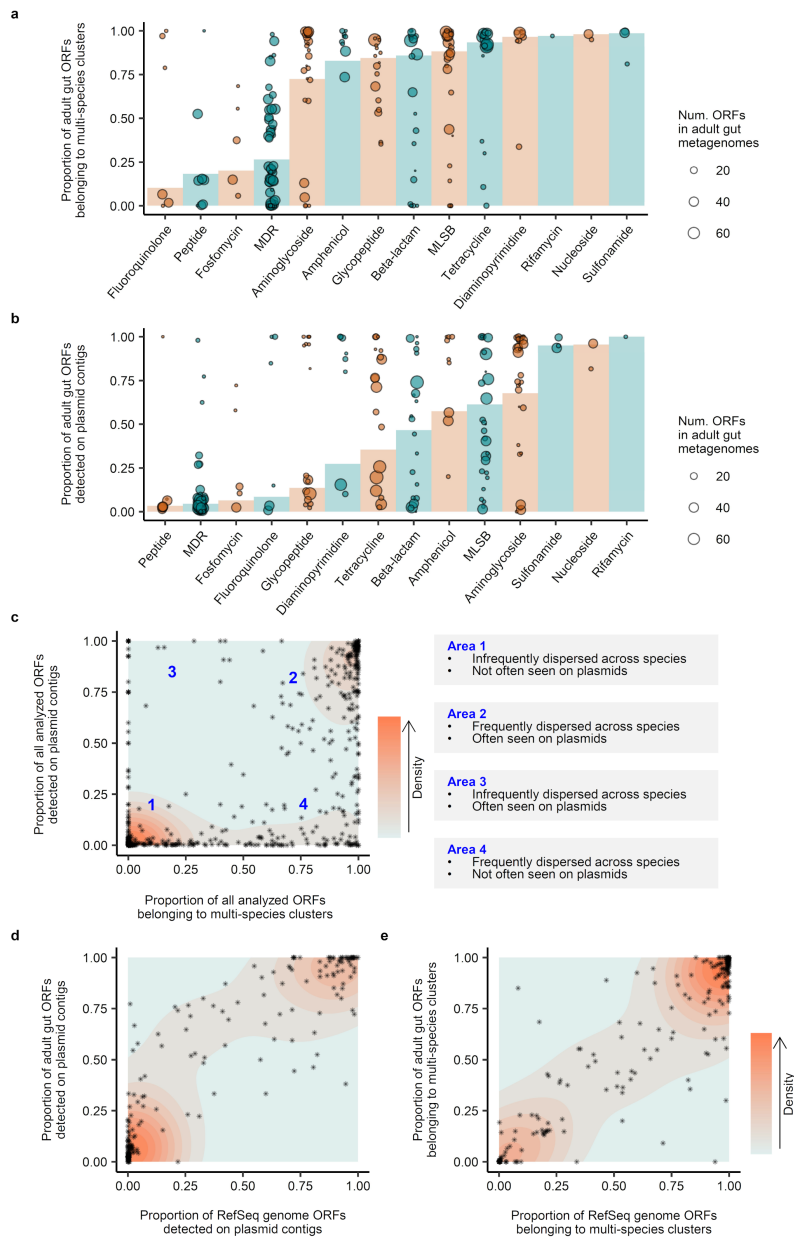 a
Proportion of adult gut ORFs
belonging to multi-species clusters
1.00
0.75
0.50
0.25
0.00
Fluoroquinolone
Peptide
Fosfomycin
MDR
Aminoglycoside
Amphenicol
Glycopeptide
Beta-lactam
MLSB
Tetracycline
Diaminopyrimidine
Rifamycin
Nucleoside
Sulfonamide
Num. ORFs
in adult gut
metagenomes
20
40
60
b
Proportion of adult gut ORFs
detected on plasmid contigs
1.00
0.75
0.50
0.25
0.00
Peptide
MDR
Fosfomycin
Fluoroquinolone
Glycopeptide
Diaminopyrimidine
Tetracycline
Beta-lactam
Amphenicol
MLSB
Aminoglycoside
Sulfonamide
Nucleoside
Rifamycin
Num. ORFs
in adult gut
metagenomes
20
40
60
c
Proportion of all analyzed ORFs
detected on plasmid contigs
1.00
0.75
0.50
0.25
0.00
3
2
1
4
0.00 0.25 0.50 0.75 1.00
Proportion of all analyzed ORFs
belonging to multi-species clusters
Density
Area 1
• Infrequently dispersed across species
• Not often seen on plasmids
Area 2
• Frequently dispersed across species
• Often seen on plasmids
Area 3
• Infrequently dispersed across species
• Often seen on plasmids
Area 4
• Frequently dispersed across species
• Not often seen on plasmids
d
Proportion of adult gut ORFs
detected on plasmid contigs
1.00
0.75
0.50
0.25
0.00
0.00 0.25 0.50 0.75 1.00
Proportion of RefSeq genome ORFs
detected on plasmid contigs
e
Proportion of adult gut ORFs
belonging to multi-species clusters
1.00
0.75
0.50
0.25
0.00
0.00 0.25 0.50 0.75 1.00
Proportion of RefSeq genome ORFs
belonging to multi-species clusters
Density